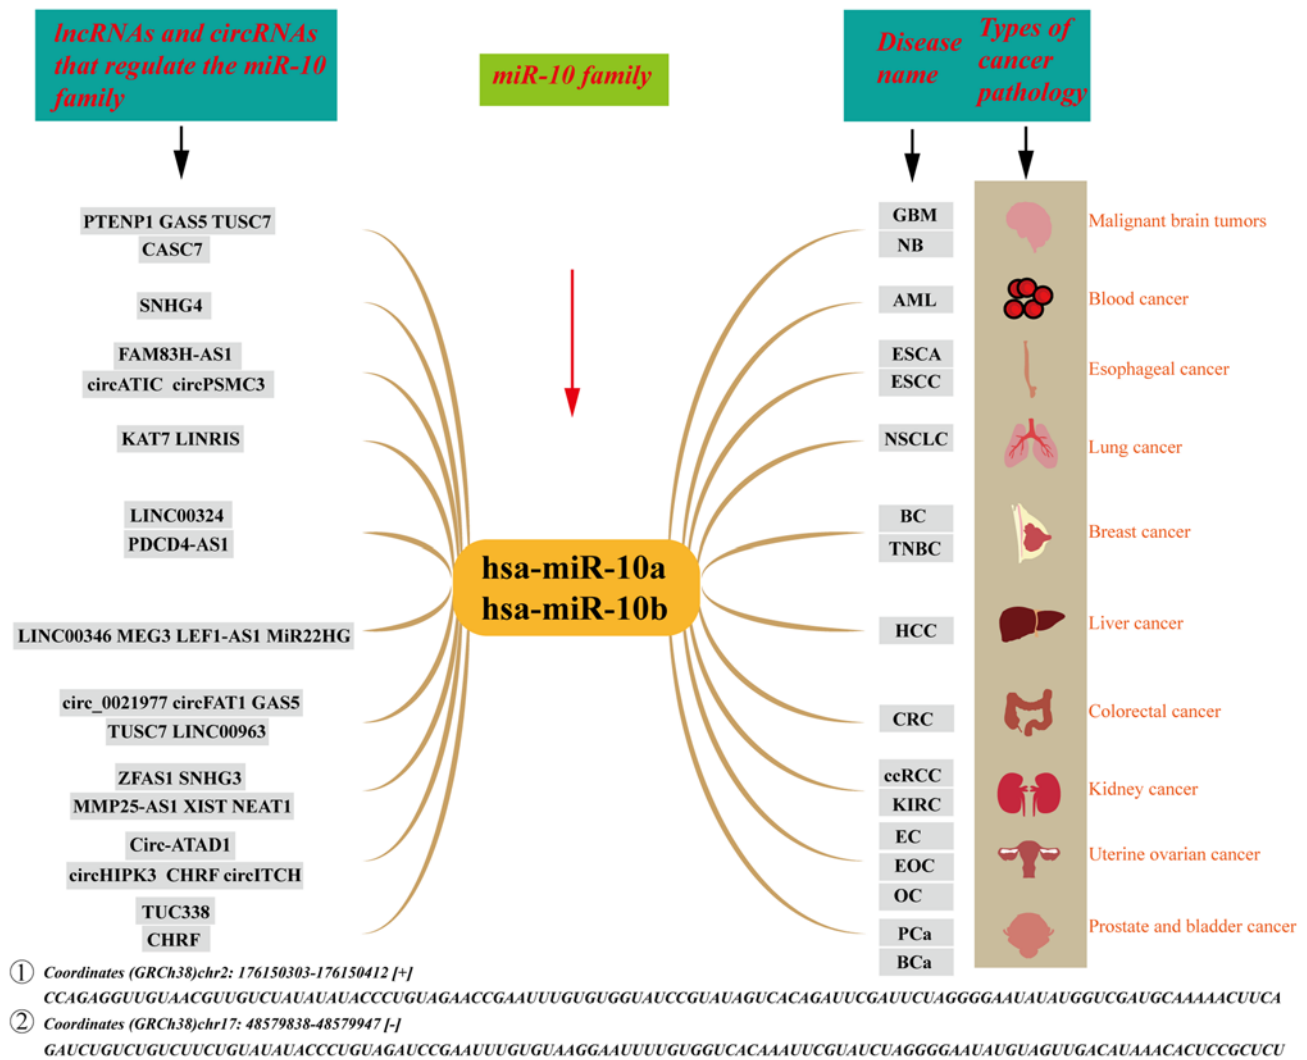 lncRNAs and circRNAs
that regulate the miR-10
family
miR-10 family
Disease
name
Types of
cancer
pathology
PTENP1 GAS5 TUSC7
CASC7
SNHG4
FAM83H-AS1
circATIC circPSMC3
KAT7 LINRIS
LINC00324
PDCD4-AS1
LINC00346 MEG3 LEF1-AS1 MiR22HG
circ_0021977 circFAT1 GAS5
TUSC7 LINC00963
ZFAS1 SNHG3
MMP25-AS1 XIST NEAT1
Circ-ATAD1
circHIPK3 CHRF circITCH
TUC338
CHRF
hsa-miR-10a
hsa-miR-10b
GBM
NB
AML
ESCA
ESCC
NSCLC
BC
TNBC
HCC
CRC
ccRCC
KIRC
EC
EOC
OC
PCa
BCa
Malignant brain tumors
Blood cancer
Esophageal cancer
Lung cancer
Breast cancer
Liver cancer
Colorectal cancer
Kidney cancer
Uterine ovarian cancer
Prostate and bladder cancer
① Coordinates (GRCh38)chr2: 176150303-176150412 [+]
CCAGAGGUUGUAACGUUGUCUAUAUAUACCCUGUAGAACCGAAUUUGUGUGGUAUCCGUAUAGUCACAGAUUCGAUUCUAGGGGAAUAUAUGGUCGAUGCAAAAACUUCA
② Coordinates (GRCh38)chr17: 48579838-48579947 [-]
GAUCUGUCUGUCUUCUGUAUAUACCCUGUAGAUCCGAAUUUGUGUAAGGAAUUUUGUGGUCACAAAUUCGUAUCUAGGGGAAUAUGUAGUUGACAUAAACACUCCGCUCU